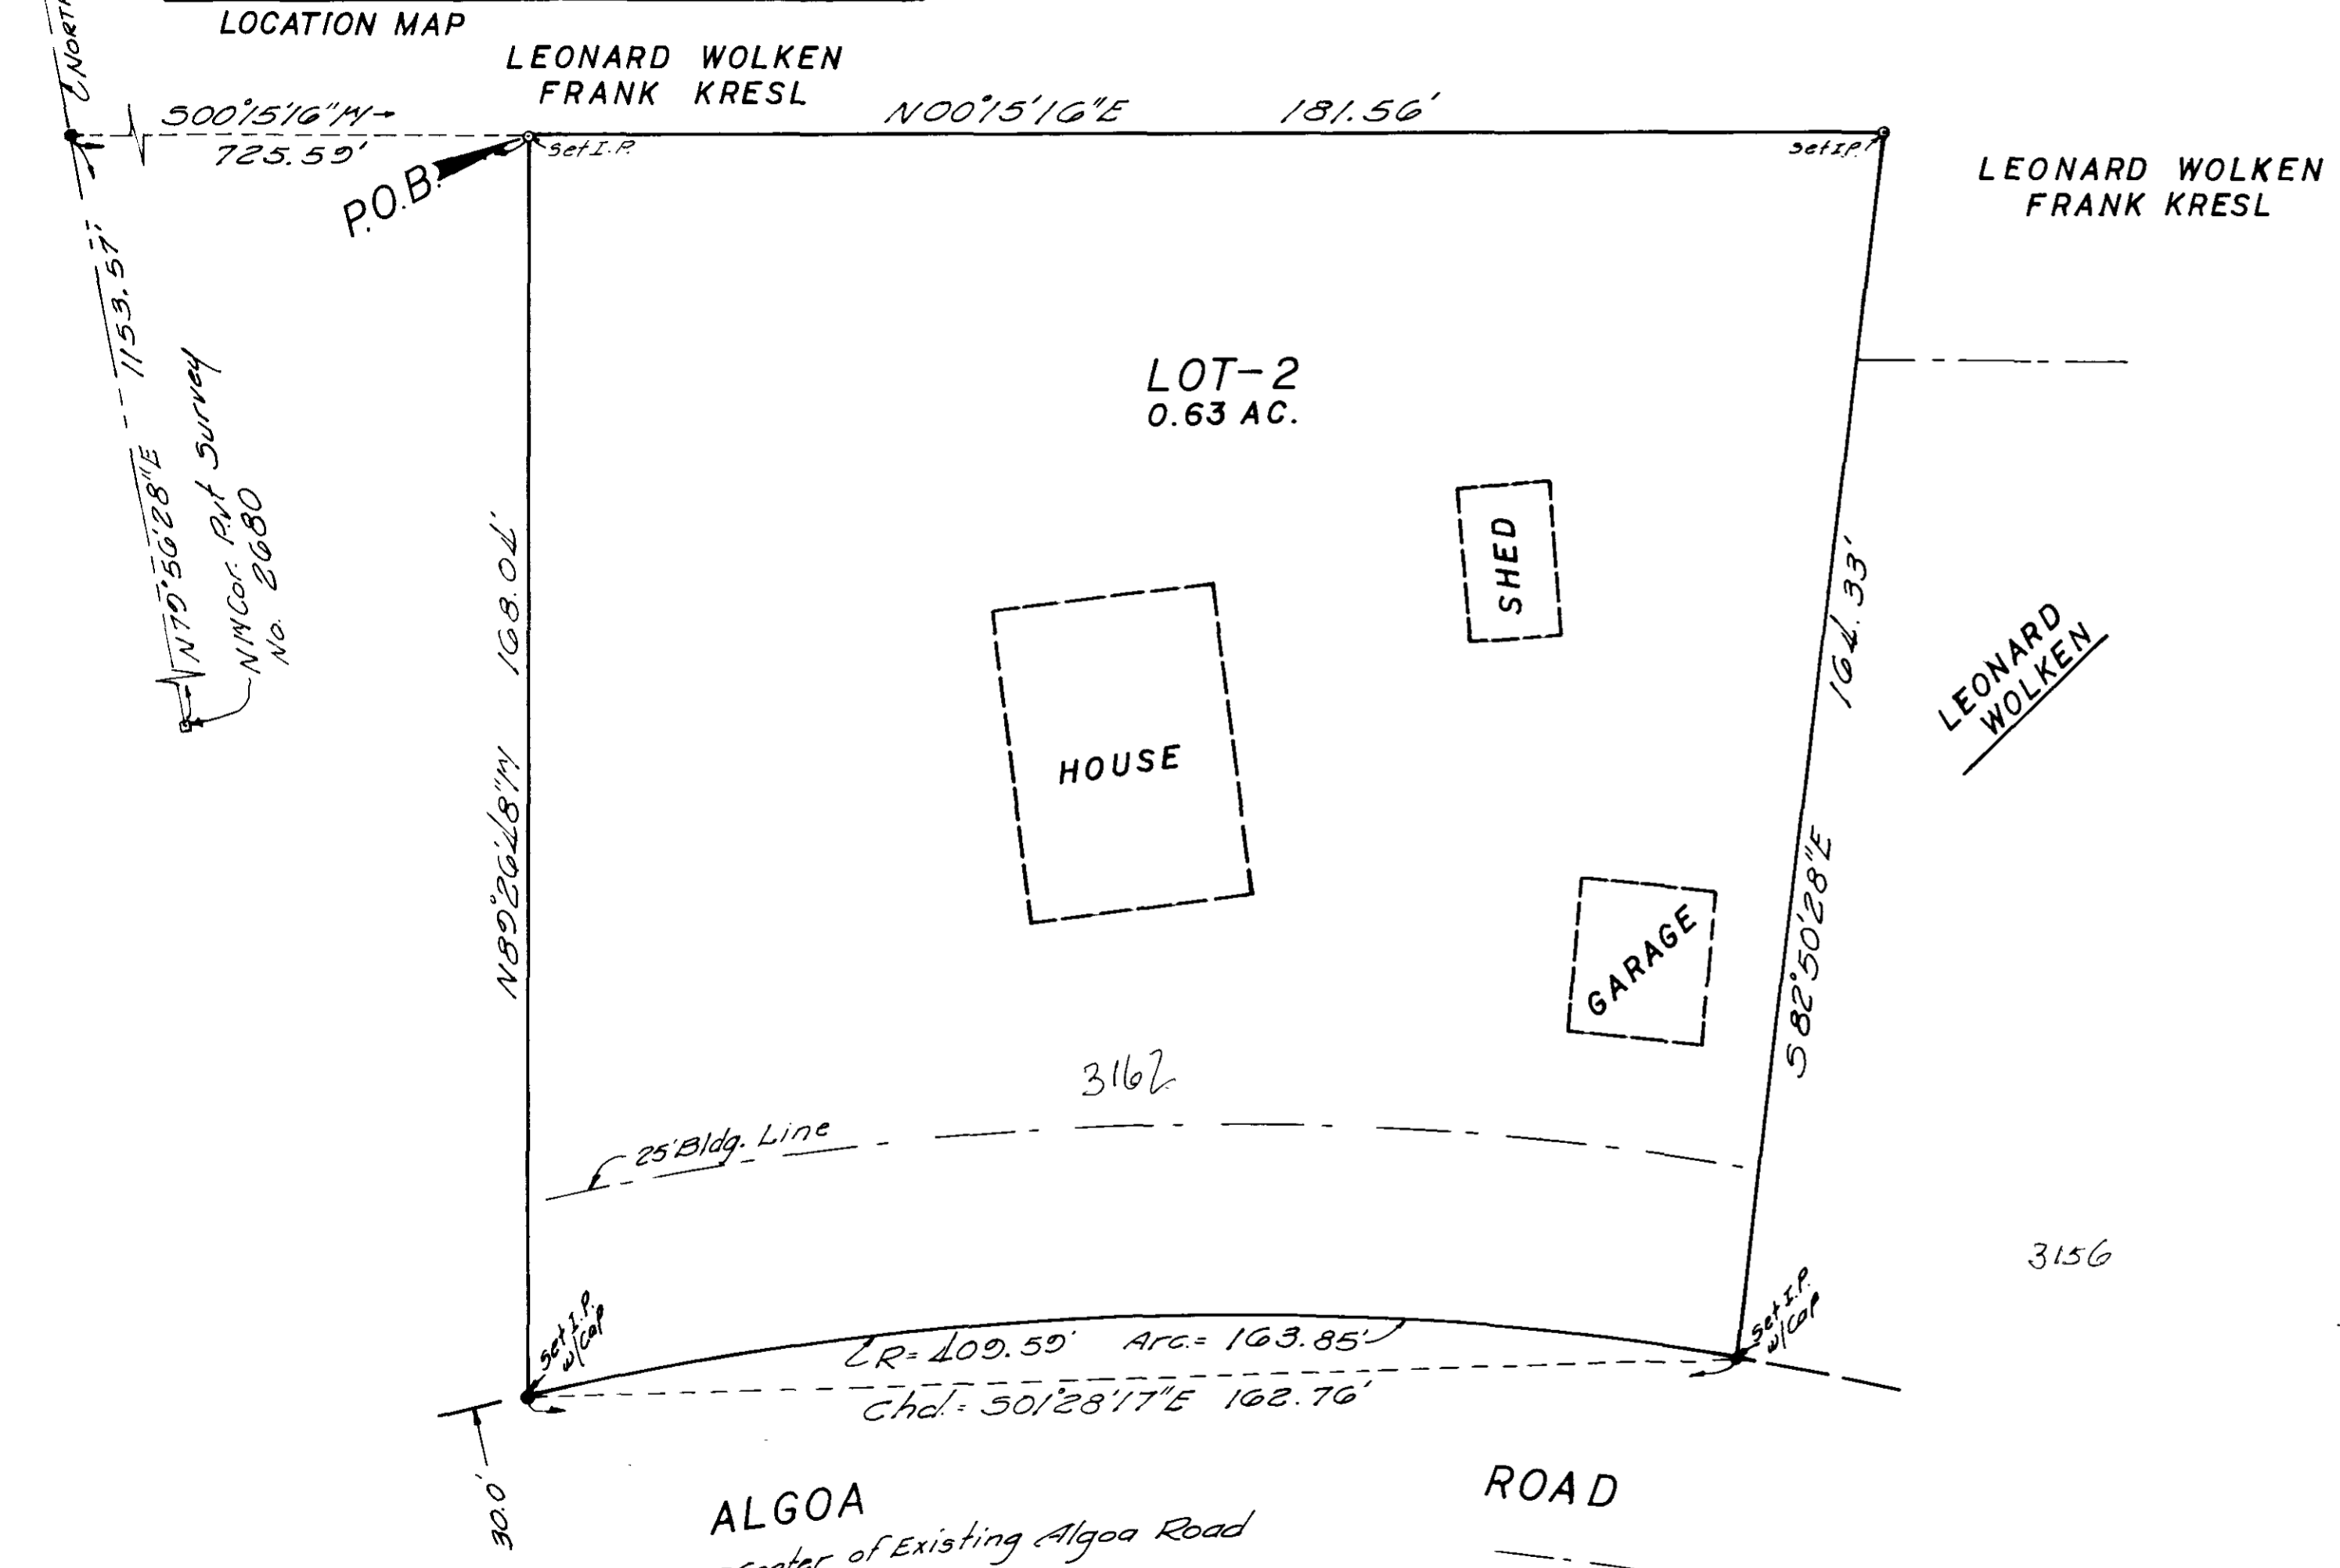 NORTH
LOCATION MAP
LEONARD WOLKEN
FRANK KRESL
S00°15'16"W
725.59'
N00°15'16"E 181.56'
Set I.P.
Set I.P.
P.O.B.
LEONARD WOLKEN
FRANK KRESL
1153.57'
N79°56'28"E
NW Cor. Pvt Survey
No. 2680
LOT-2
0.63 AC.
168.04'
N89°26'48"W
SHED
HOUSE
GARAGE
164.33'
S82°50'28"E
LEONARD
WOLKEN
3162
25' Bldg. Line
3156
Set I.P.
w/cap
Set I.P.
w/cap
R= 409.59' Arc.= 163.85'
Chd.= S01°28'17"E 162.76'
30.0'
ALGOA ROAD
Center of Existing Algoa Road